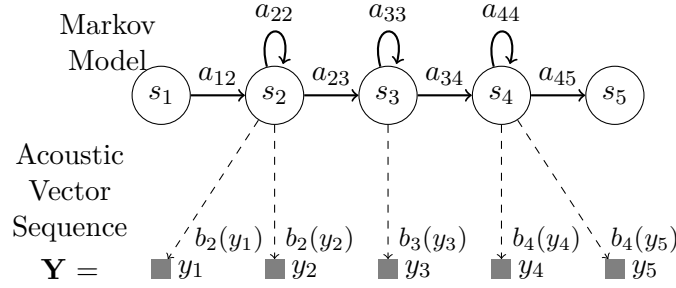 Markov
Model
a₂₂ a₃₃ a₄₄
s₁ a₁₂ s₂ a₂₃ s₃ a₃₄ s₄ a₄₅ s₅
Acoustic
Vector
Sequence
b₂(y₁) b₂(y₂) b₃(y₃) b₄(y₄) b₄(y₅)
Y = y₁ y₂ y₃ y₄ y₅